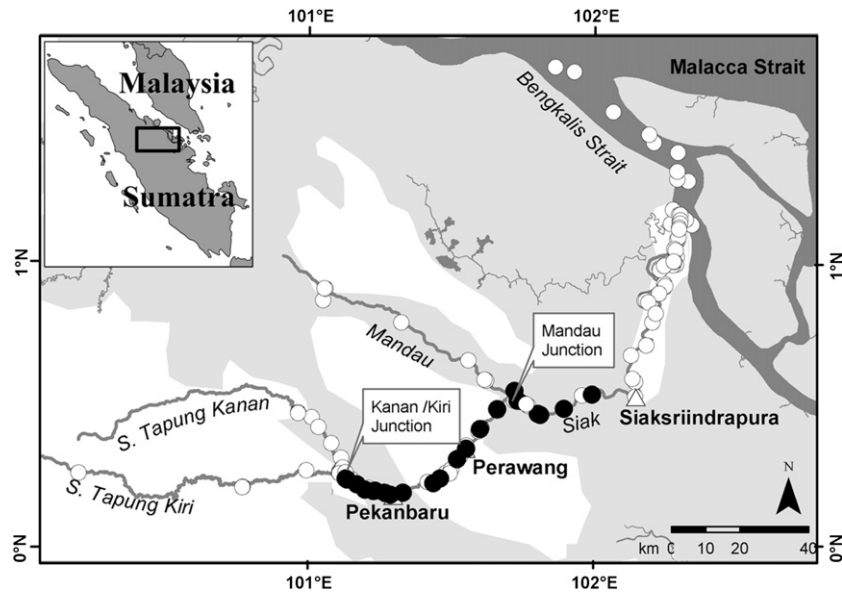 101°E
102°E
Malaysia
Sumatra
Malacca Strait
Bengkalis Strait
1°N
1°N
Mandau
Mandau
Junction
S. Tapung Kanan
Kanan /Kiri
Junction
Siak
Siaksriindrapura
Perawang
S. Tapung Kiri
Pekanbaru
N
km 0 10 20 40
0°N
0°N
101°E
102°E